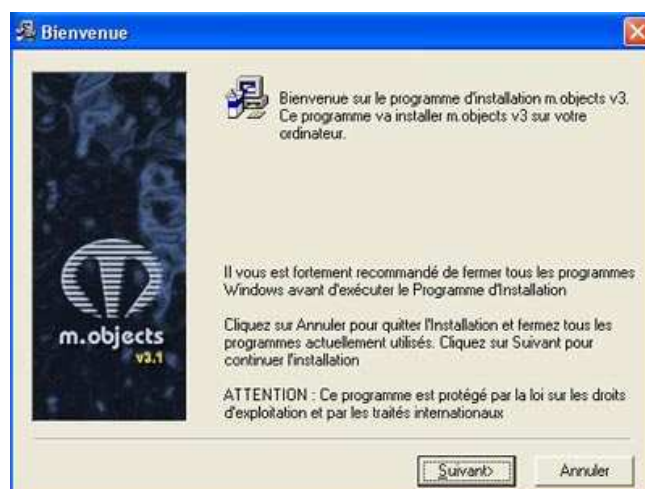 Bienvenue
Bienvenue sur le programme d'installation m.objects v3.
Ce programme va installer m.objects v3 sur votre
ordinateur.
Il vous est fortement recommandé de fermer tous les programmes
Windows avant d'exécuter le Programme d'Installation
Cliquez sur Annuler pour quitter l'Installation et fermez tous les
programmes actuellement utilisés. Cliquez sur Suivant pour
continuer l'installation
ATTENTION : Ce programme est protégé par la loi sur les droits
d'exploitation et par les traités internationaux
m.objects
v3.1
Suivant>
Annuler